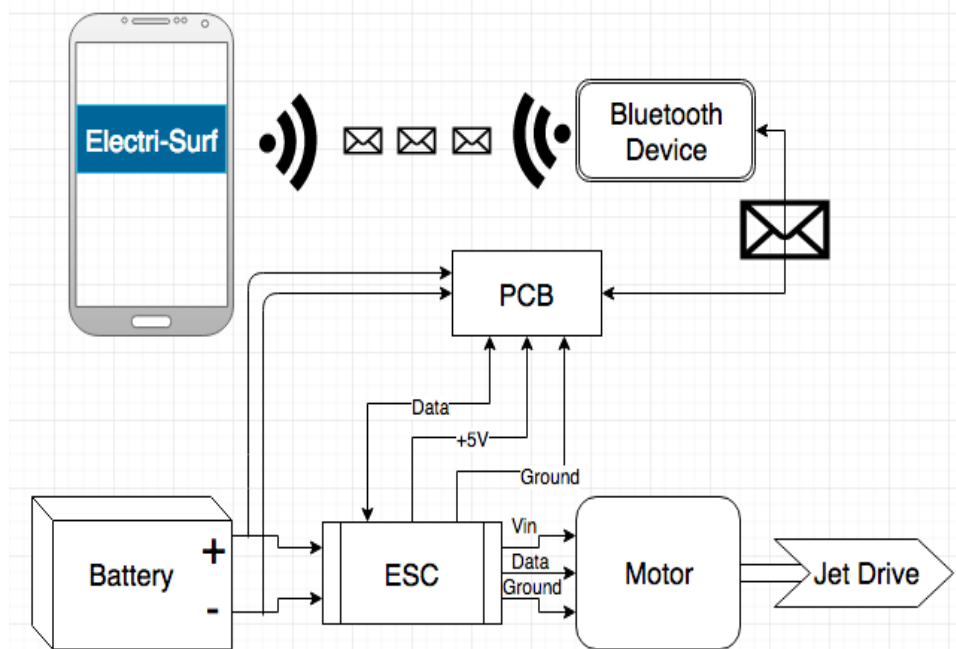 Electri-Surf
Bluetooth
Device
PCB
Data
+5V
Ground
Battery
+
-
ESC
Vin
Data
Ground
Motor
Jet Drive